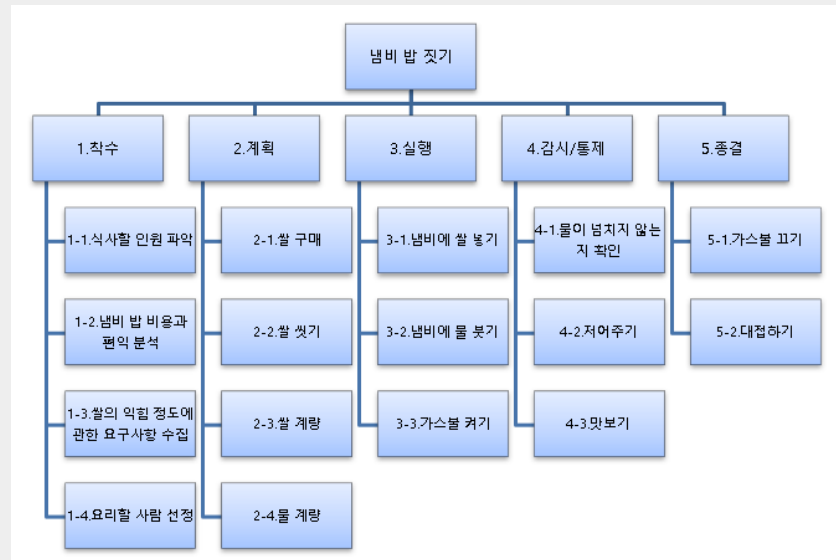 냄비 밥 짓기
1.착수
2.계획
3.실행
4.감시/통제
5.종결
1-1.식사할 인원 파악
2-1.쌀 구매
3-1.냄비에 쌀 넣기
4-1.물이 넘치지 않는
지 확인
5-1.가스불 끄기
1-2.냄비 밥 비용과
편익 분석
2-2.쌀 씻기
3-2.냄비에 물 붓기
4-2.저어주기
5-2.대접하기
1-3.쌀의 익힘 정도에
관한 요구사항 수집
2-3.쌀 계량
3-3.가스불 켜기
4-3.맛보기
1-4.요리할 사람 선정
2-4.물 계량